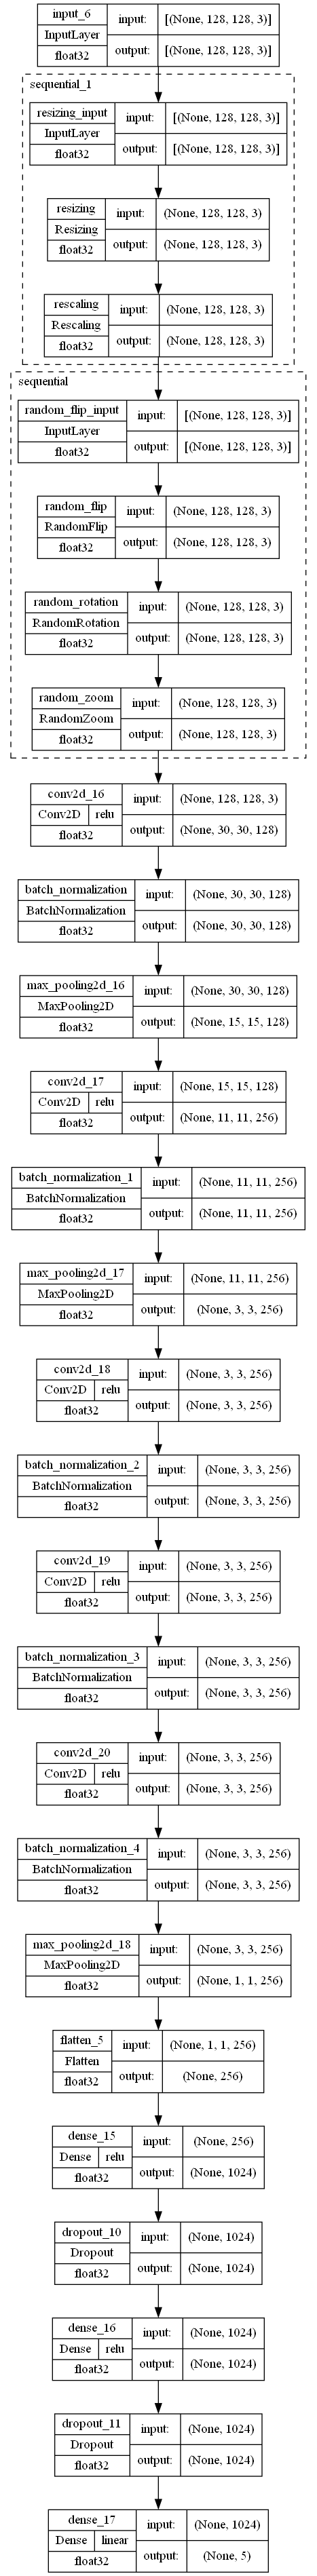 input_6
InputLayer
float32
input:
[(None, 128, 128, 3)]
output:
[(None, 128, 128, 3)]
sequential_1
resizing_input
InputLayer
float32
input:
[(None, 128, 128, 3)]
output:
[(None, 128, 128, 3)]
resizing
Resizing
float32
input:
(None, 128, 128, 3)
output:
(None, 128, 128, 3)
rescaling
Rescaling
float32
input:
(None, 128, 128, 3)
output:
(None, 128, 128, 3)
sequential
random_flip_input
InputLayer
float32
input:
[(None, 128, 128, 3)]
output:
[(None, 128, 128, 3)]
random_flip
RandomFlip
float32
input:
(None, 128, 128, 3)
output:
(None, 128, 128, 3)
random_rotation
RandomRotation
float32
input:
(None, 128, 128, 3)
output:
(None, 128, 128, 3)
random_zoom
RandomZoom
float32
input:
(None, 128, 128, 3)
output:
(None, 128, 128, 3)
conv2d_16
Conv2D relu
float32
input:
(None, 128, 128, 3)
output:
(None, 30, 30, 128)
batch_normalization
BatchNormalization
float32
input:
(None, 30, 30, 128)
output:
(None, 30, 30, 128)
max_pooling2d_16
MaxPooling2D
float32
input:
(None, 30, 30, 128)
output:
(None, 15, 15, 128)
conv2d_17
Conv2D relu
float32
input:
(None, 15, 15, 128)
output:
(None, 11, 11, 256)
batch_normalization_1
BatchNormalization
float32
input:
(None, 11, 11, 256)
output:
(None, 11, 11, 256)
max_pooling2d_17
MaxPooling2D
float32
input:
(None, 11, 11, 256)
output:
(None, 3, 3, 256)
conv2d_18
Conv2D relu
float32
input:
(None, 3, 3, 256)
output:
(None, 3, 3, 256)
batch_normalization_2
BatchNormalization
float32
input:
(None, 3, 3, 256)
output:
(None, 3, 3, 256)
conv2d_19
Conv2D relu
float32
input:
(None, 3, 3, 256)
output:
(None, 3, 3, 256)
batch_normalization_3
BatchNormalization
float32
input:
(None, 3, 3, 256)
output:
(None, 3, 3, 256)
conv2d_20
Conv2D relu
float32
input:
(None, 3, 3, 256)
output:
(None, 3, 3, 256)
batch_normalization_4
BatchNormalization
float32
input:
(None, 3, 3, 256)
output:
(None, 3, 3, 256)
max_pooling2d_18
MaxPooling2D
float32
input:
(None, 3, 3, 256)
output:
(None, 1, 1, 256)
flatten_5
Flatten
float32
input:
(None, 1, 1, 256)
output:
(None, 256)
dense_15
Dense relu
float32
input:
(None, 256)
output:
(None, 1024)
dropout_10
Dropout
float32
input:
(None, 1024)
output:
(None, 1024)
dense_16
Dense relu
float32
input:
(None, 1024)
output:
(None, 1024)
dropout_11
Dropout
float32
input:
(None, 1024)
output:
(None, 1024)
dense_17
Dense linear
float32
input:
(None, 1024)
output:
(None, 5)